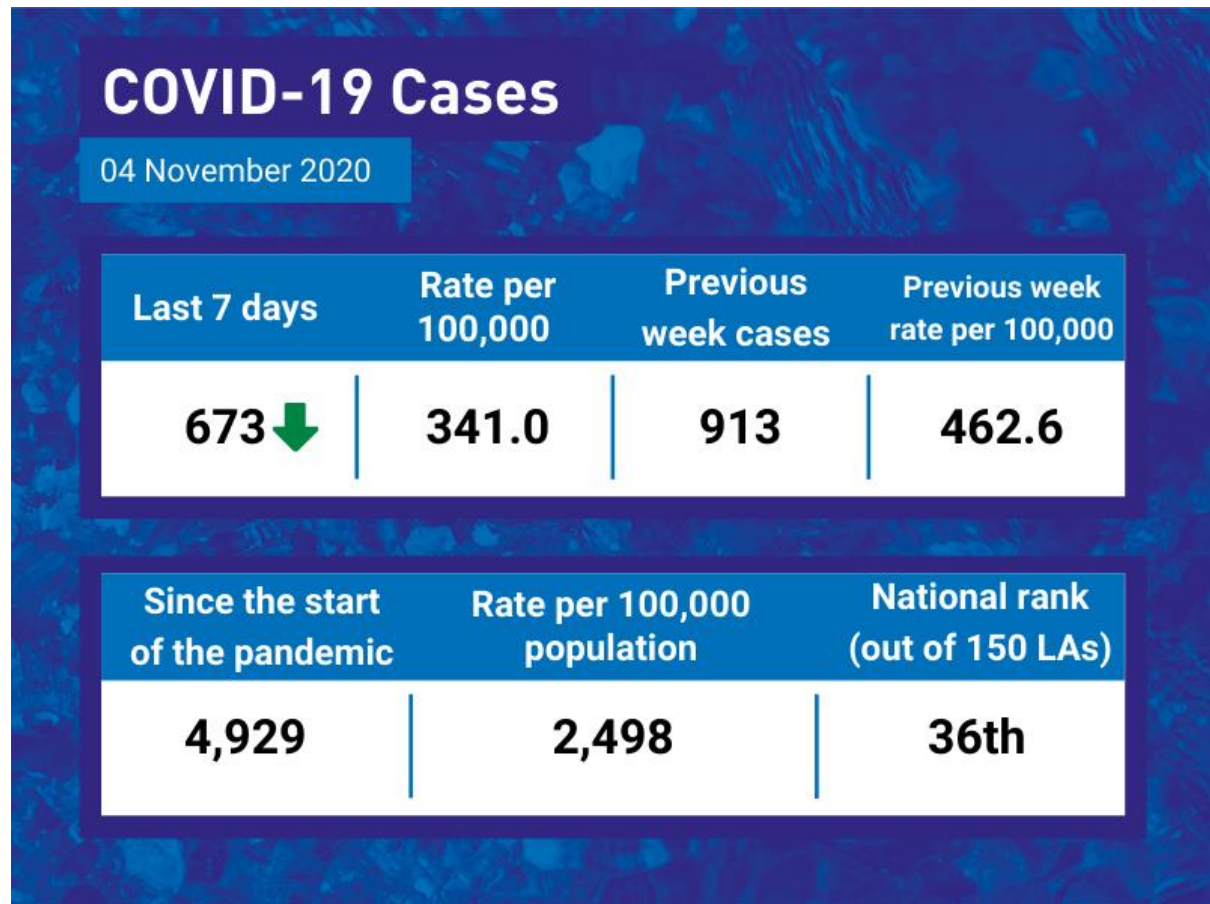 COVID-19 Cases
04 November 2020
Last 7 days
Rate per
100,000
Previous
week cases
Previous week
rate per 100,000
673
341.0
913
462.6
Since the start
of the pandemic
Rate per 100,000
population
National rank
(out of 150 LAs)
4,929
2,498
36th